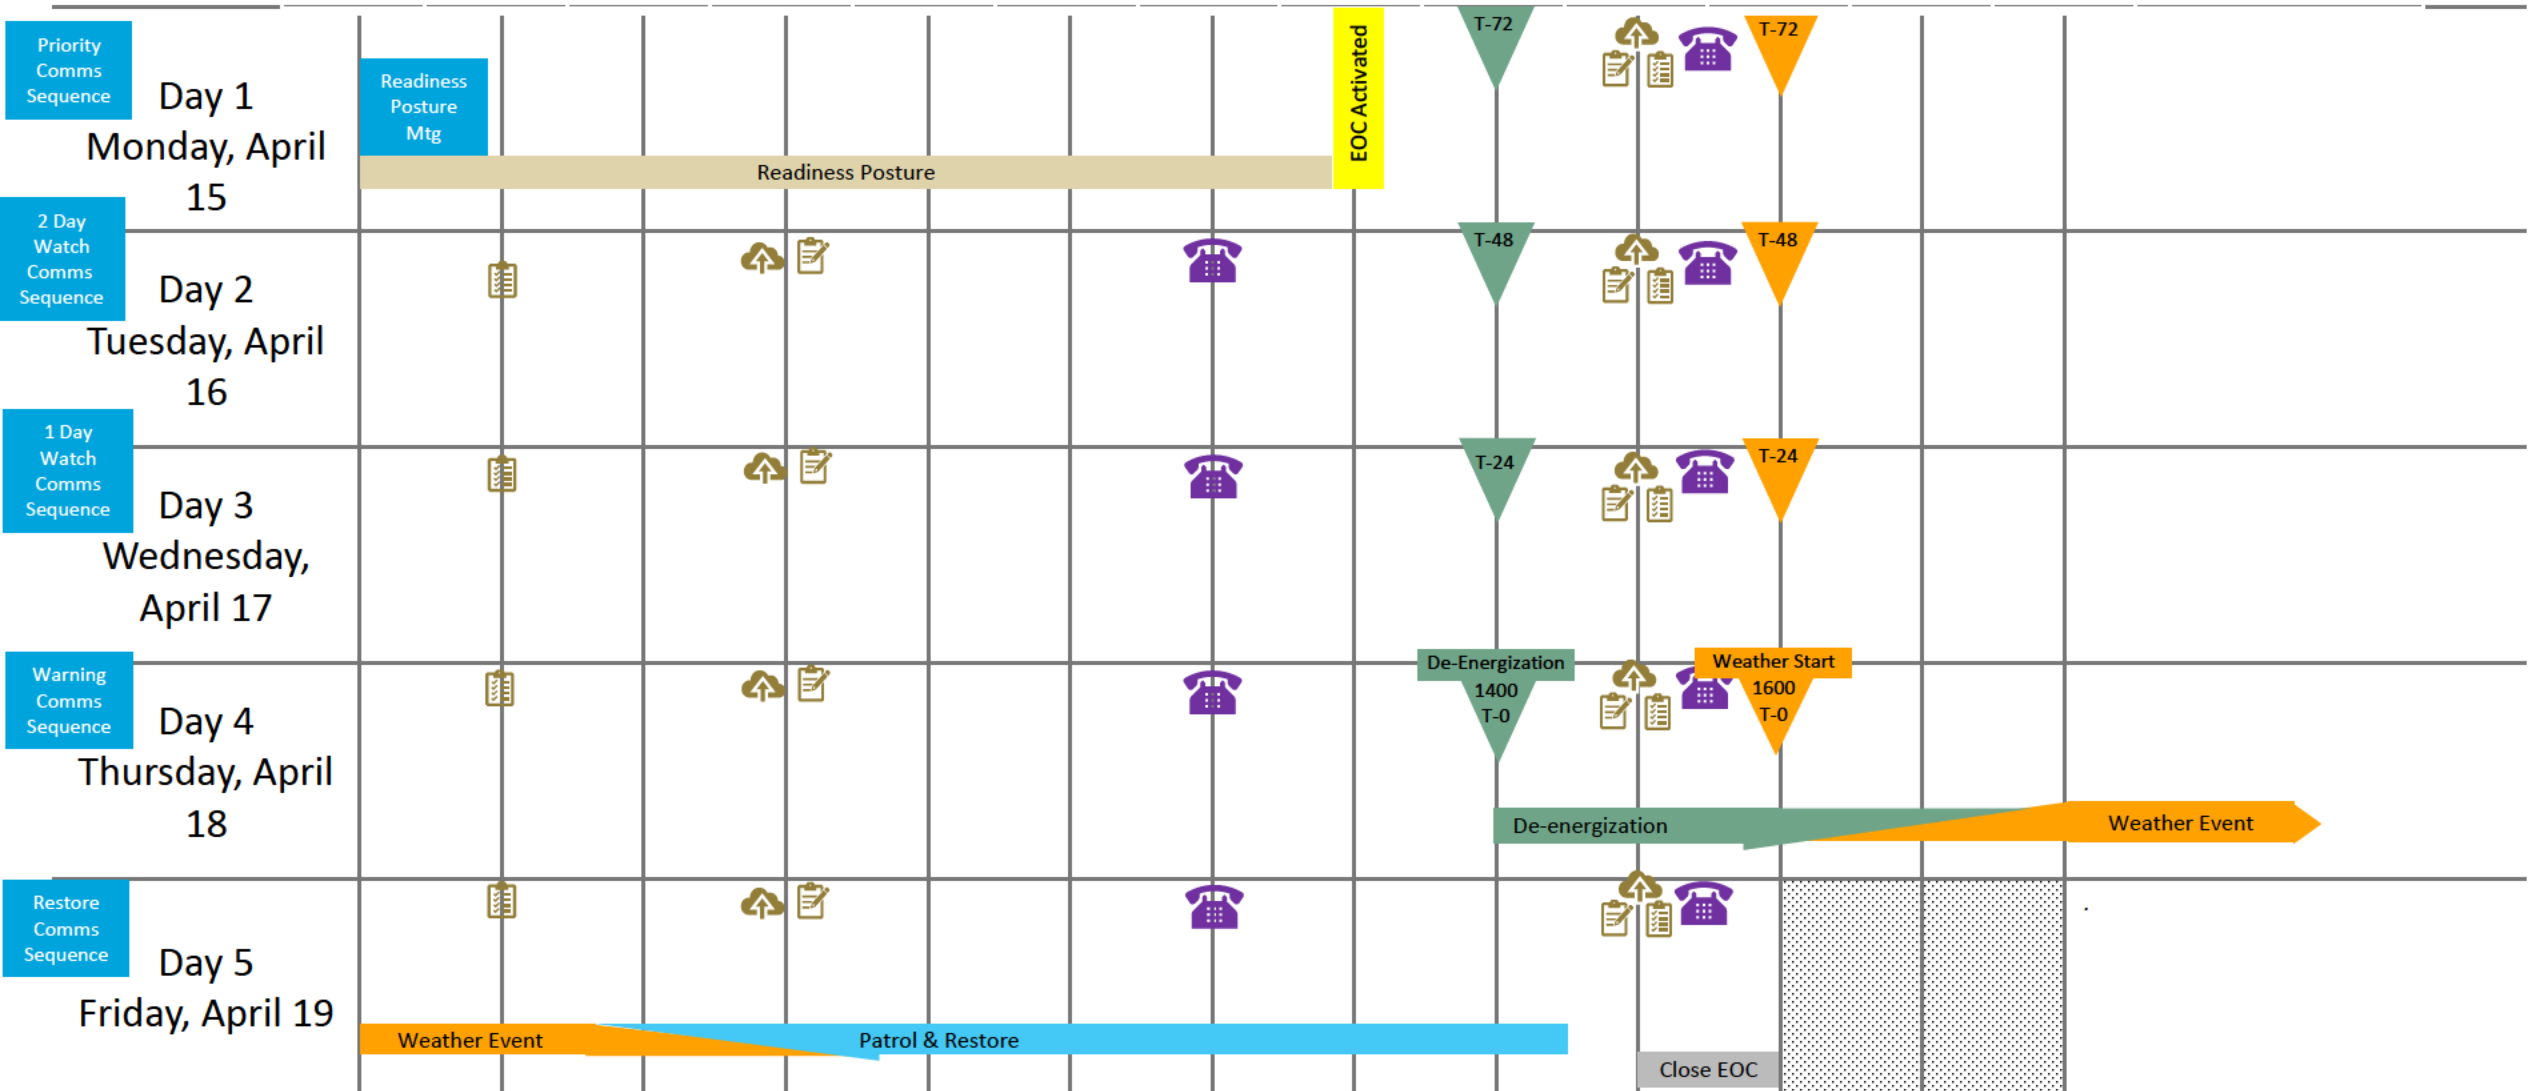 Priority
Comms
Sequence
Day 1
Monday, April
15
Readiness
Posture
Mtg
Readiness Posture
EOC Activated
T-72
T-72
2 Day
Watch
Comms
Sequence
Day 2
Tuesday, April
16
T-48
T-48
1 Day
Watch
Comms
Sequence
Day 3
Wednesday,
April 17
T-24
T-24
Warning
Comms
Sequence
Day 4
Thursday, April
18
De-Energization
1400
T-0
Weather Start
1600
T-0
De-energization
Weather Event
Restore
Comms
Sequence
Day 5
Friday, April 19
.
Weather Event
Patrol & Restore
Close EOC